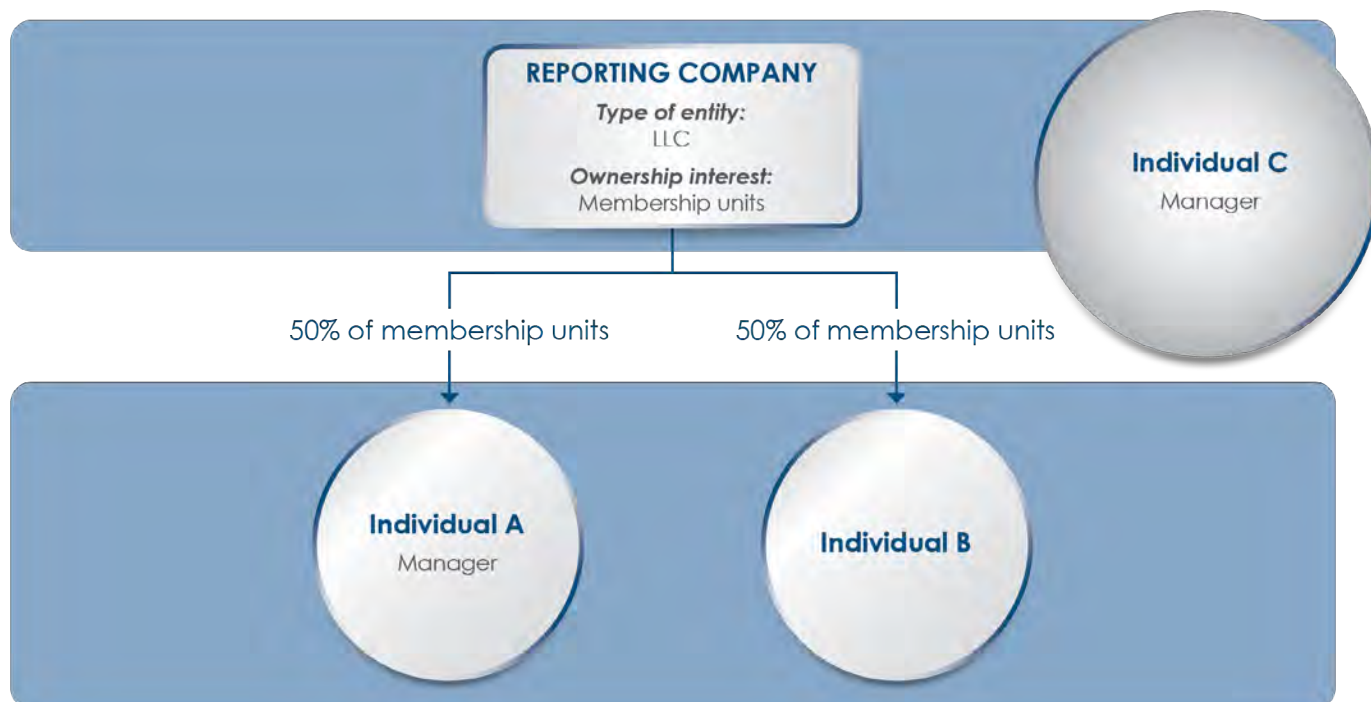 REPORTING COMPANY
Type of entity:
LLC
Ownership interest:
Membership units
Individual C
Manager
50% of membership units
50% of membership units
Individual A
Manager
Individual B